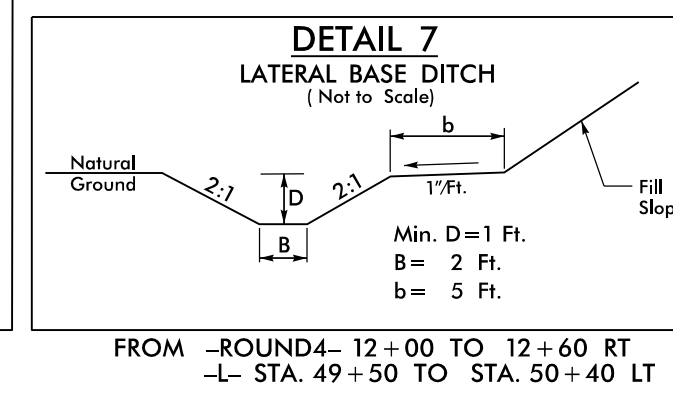 DETAIL 7
LATERAL BASE DITCH
( Not to Scale)
b
Natural
Ground
2:1
D
2:1
1"/Ft.
Fill
Slop
B
Min. D=1 Ft.
B= 2 Ft.
b= 5 Ft.
FROM -ROUND4- 12+00 TO 12+60 RT
-L- STA. 49+50 TO STA. 50+40 LT